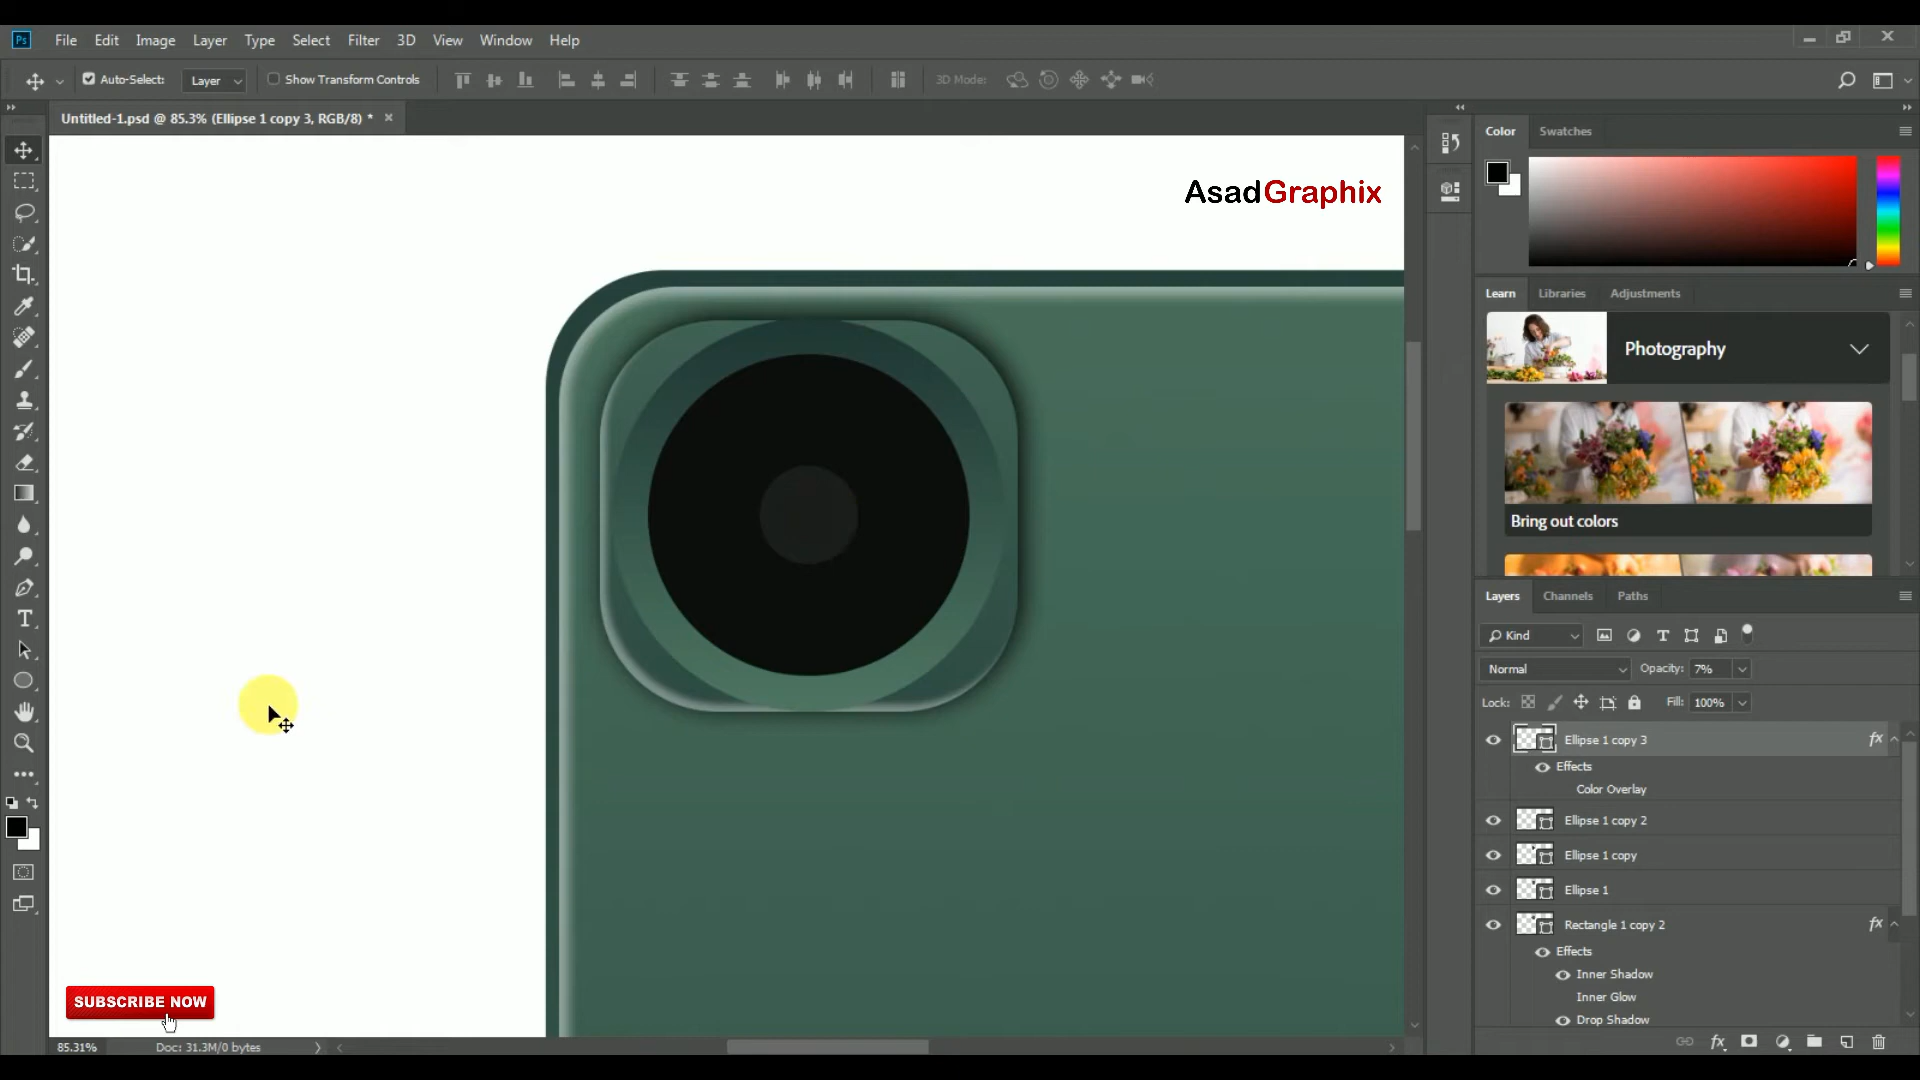 Ps File Edit Image Layer Type Select Filter 3D View Window Help
Auto-Select: Layer Show Transform Controls 3D Mode:
Untitled-1.psd @ 85.3% (Ellipse 1 copy 3, RGB/8) *
AsadGraphix
Color Swatches
Learn Libraries Adjustments
Photography
Bring out colors
Layers Channels Paths
Kind
Normal Opacity: 7%
Lock: Fill: 100%
Ellipse 1 copy 3 fx
Effects
Color Overlay
Ellipse 1 copy 2
Ellipse 1 copy
Ellipse 1
Rectangle 1 copy 2 fx
Effects
Inner Shadow
Inner Glow
Drop Shadow
fx
SUBSCRIBE NOW
85.31% Doc: 31.3M/0 bytes